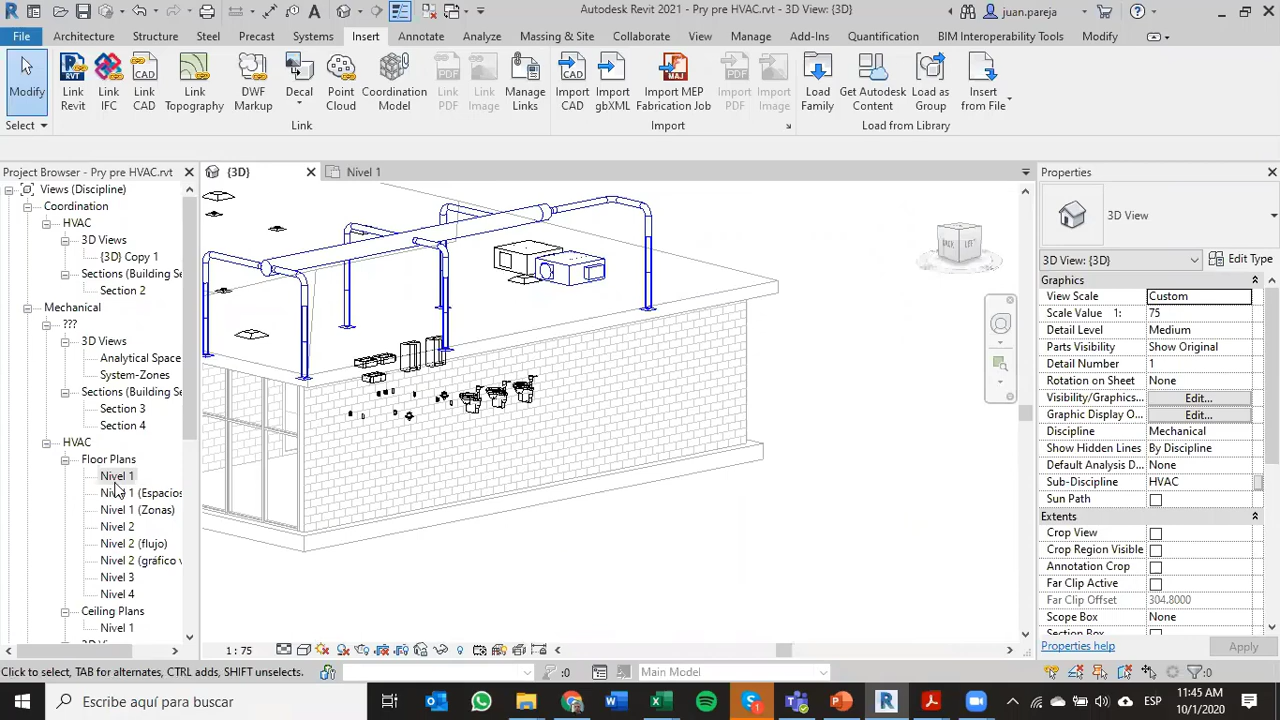 Autodesk Revit 2021 - Pry pre HVAC.rvt - 3D View: {3D}
juan.pareja
File Architecture Structure Steel Precast Systems Insert Annotate Analyze Massing & Site Collaborate View Manage Add-Ins Quantification BIM Interoperability Tools Modify
Modify
Link Revit
Link IFC
Link CAD
Link Topography
DWF Markup
Decal
Point Cloud
Coordination Model
Link PDF
Link Image
Manage Links
Import CAD
Import gbXML
Import MEP Fabrication Job
Import PDF
Import Image
Load Family
Get Autodesk Content
Load as Group
Insert from File
Select Link Import Load from Library
Project Browser - Pry pre HVAC.rvt
{3D} Nivel 1
Views (Discipline)
Coordination
HVAC
3D Views
{3D} Copy 1
Sections (Building Se
Section 2
Mechanical
???
3D Views
Analytical Space
System-Zones
Sections (Building Se
Section 3
Section 4
HVAC
Floor Plans
Nivel 1
Nivel 1 (Espacios
Nivel 1 (Zonas)
Nivel 2
Nivel 2 (flujo)
Nivel 2 (gráfico v
Nivel 3
Nivel 4
Ceiling Plans
Nivel 1
BACK LEFT
Properties
3D View
3D View: {3D} Edit Type
Graphics
View Scale Custom
Scale Value 1: 75
Detail Level Medium
Parts Visibility Show Original
Detail Number 1
Rotation on Sheet None
Visibility/Graphics... Edit...
Graphic Display O... Edit...
Discipline Mechanical
Show Hidden Lines By Discipline
Default Analysis D... None
Sub-Discipline HVAC
Sun Path
Extents
Crop View
Crop Region Visible
Annotation Crop
Far Clip Active
Far Clip Offset 304.8000
Scope Box None
Properties help Apply
1 : 75
Click to select, TAB for alternates, CTRL adds, SHIFT unselects.
:0 Main Model :0
Escribe aquí para buscar
ESP
11:45 AM
10/1/2020